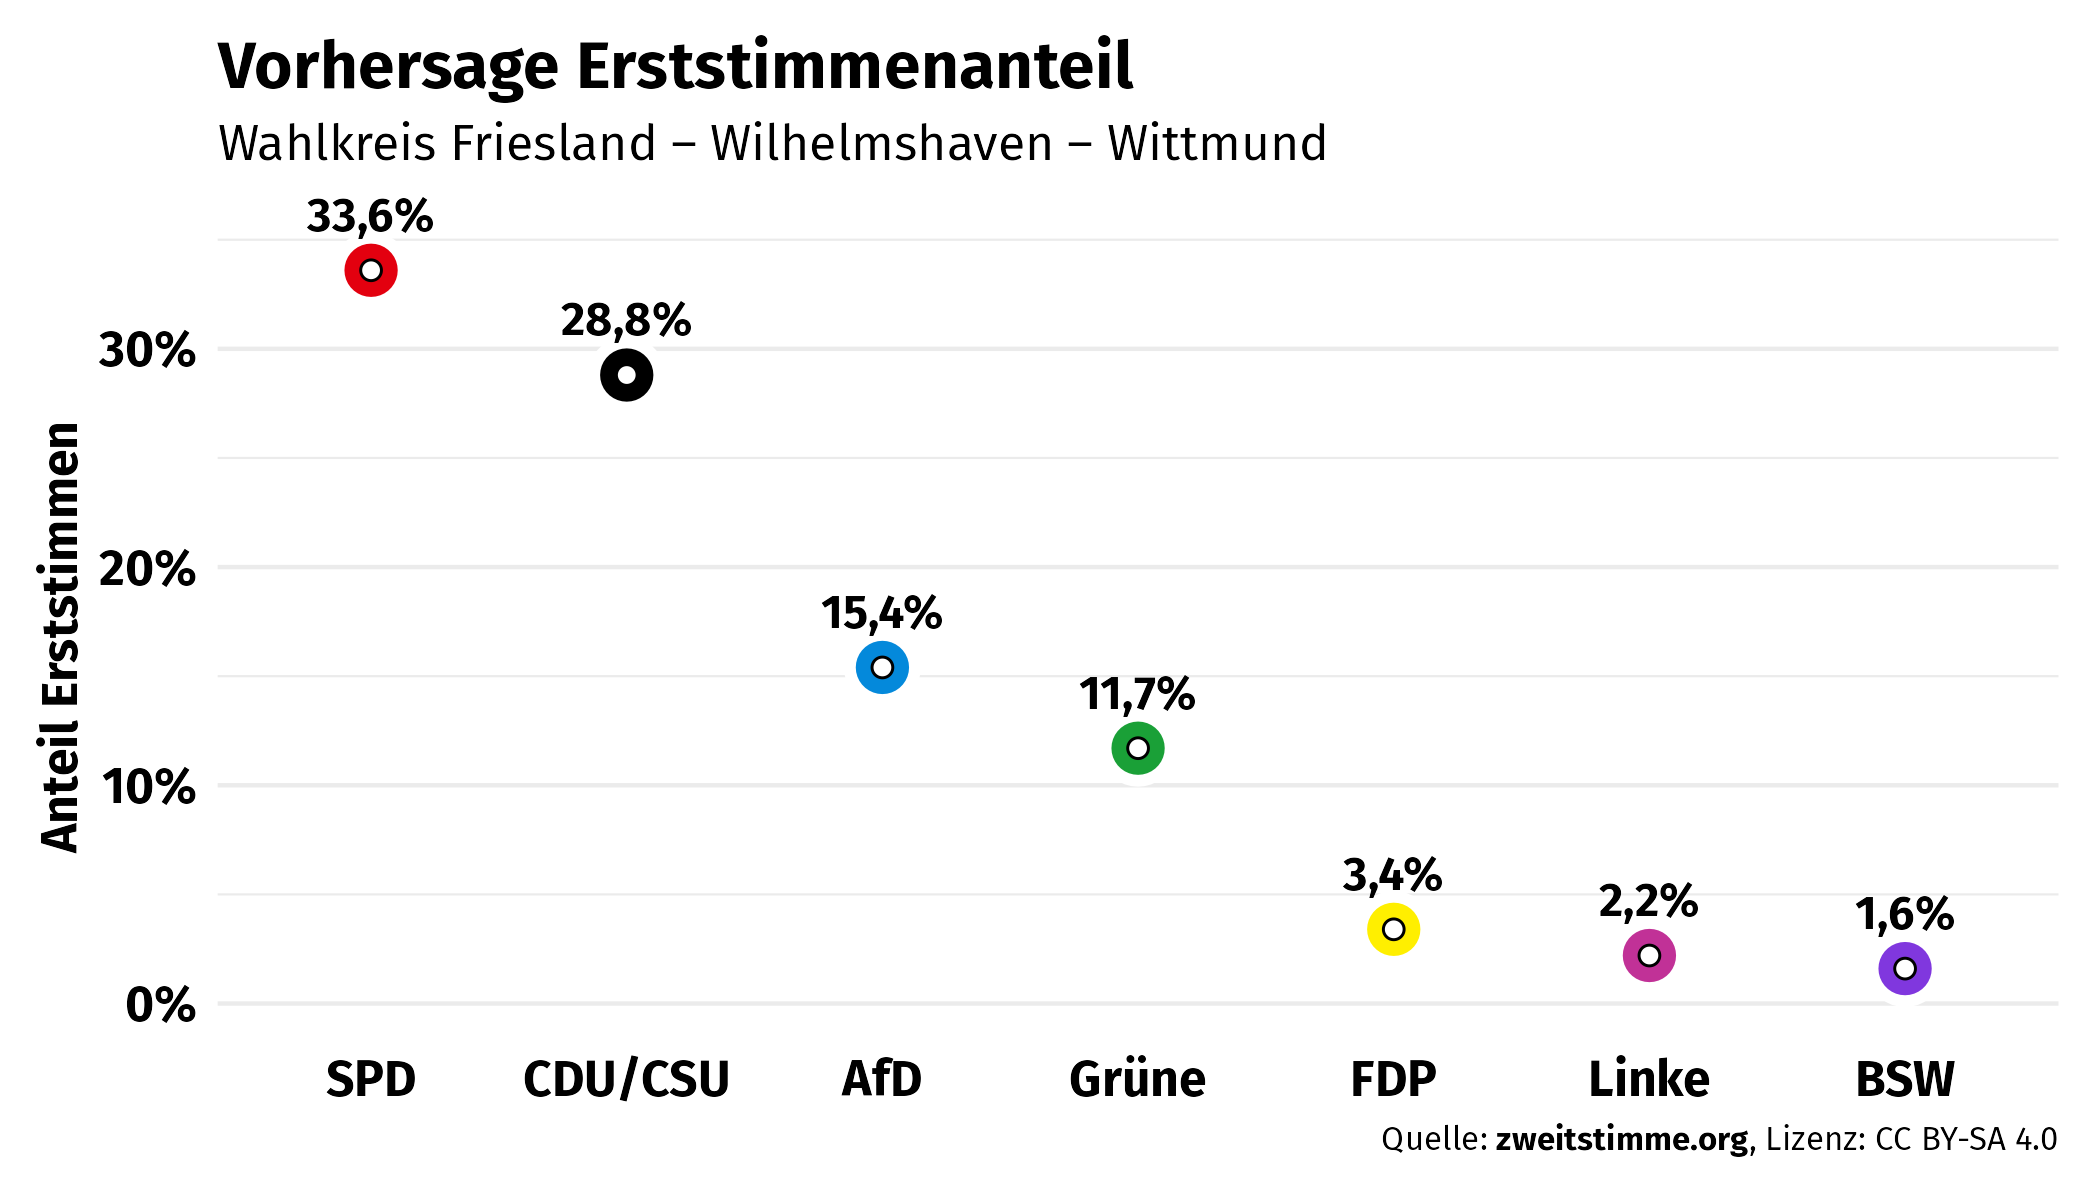 Vorhersage Erststimmenanteil
Wahlkreis Friesland – Wilhelmshaven – Wittmund
33,6%
28,8%
30%
Anteil Erststimmen
20%
15,4%
11,7%
10%
3,4%
2,2%
1,6%
0%
SPD CDU/CSU AfD Grüne FDP Linke BSW
Quelle: zweitstimme.org, Lizenz: CC BY-SA 4.0